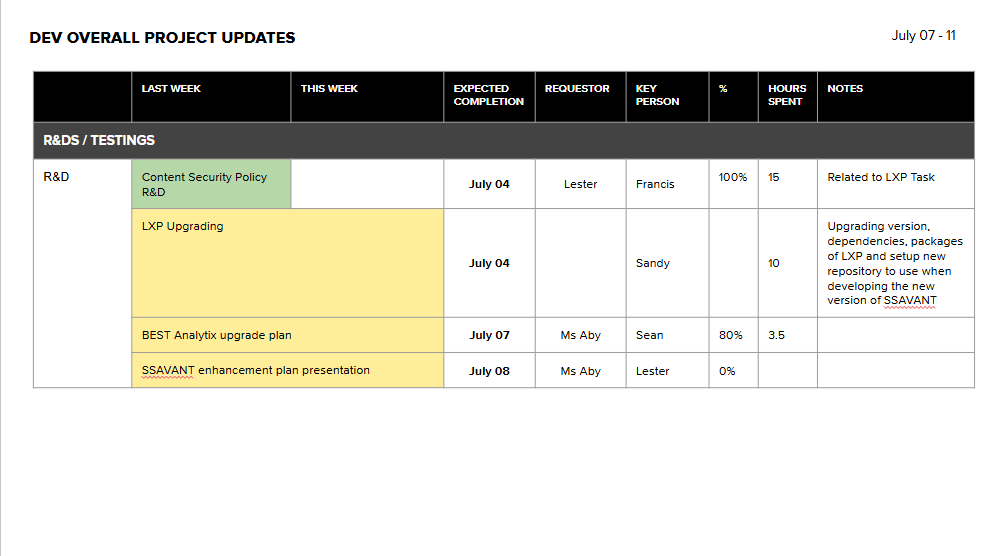 DEV OVERALL PROJECT UPDATES
July 07 - 11
LAST WEEK
THIS WEEK
EXPECTED
COMPLETION
REQUESTOR
KEY
PERSON
%
HOURS
SPENT
NOTES
R&DS / TESTINGS
R&D
Content Security Policy
R&D
July 04
Lester
Francis
100%
15
Related to LXP Task
LXP Upgrading
July 04
Sandy
10
Upgrading version,
dependencies, packages
of LXP and setup new
repository to use when
developing the new
version of SSAVANT
BEST Analytix upgrade plan
July 07
Ms Aby
Sean
80%
3.5
SSAVANT enhancement plan presentation
July 08
Ms Aby
Lester
0%